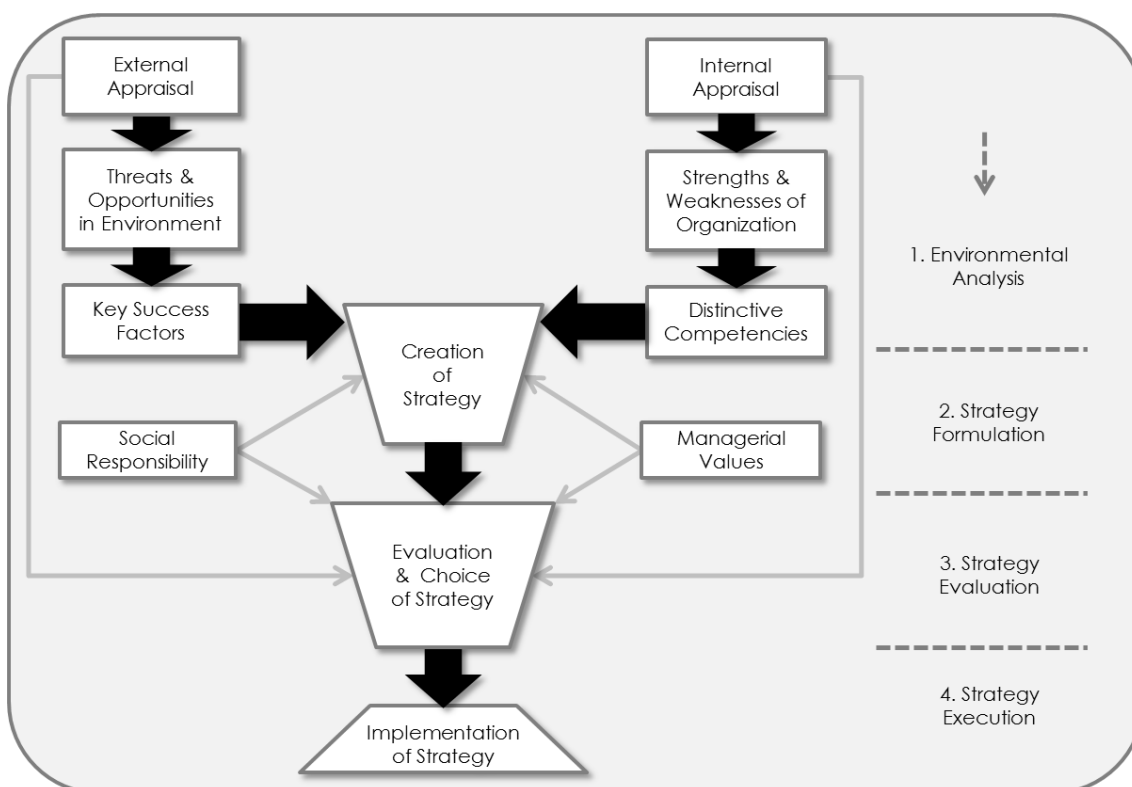 External
Appraisal
Internal
Appraisal
Threats &
Opportunities
in Environment
Strengths &
Weaknesses of
Organization
1. Environmental
Analysis
Key Success
Factors
Distinctive
Competencies
Creation
of
Strategy
Social
Responsibility
Managerial
Values
2. Strategy
Formulation
Evaluation
& Choice
of Strategy
3. Strategy
Evaluation
Implementation
of Strategy
4. Strategy
Execution